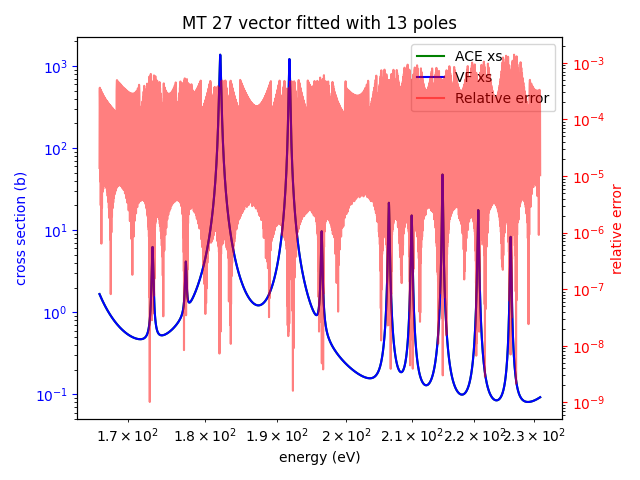 MT 27 vector fitted with 13 poles
ACE xs
VF xs
Relative error
cross section (b)
10³
10²
10¹
10⁰
10⁻¹
10⁻³
10⁻⁴
10⁻⁵
10⁻⁶
10⁻⁷
10⁻⁸
10⁻⁹
relative error
1.7 × 10² 1.8 × 10² 1.9 × 10² 2 × 10² 2.1 × 10² 2.2 × 10² 2.3 × 10²
energy (eV)